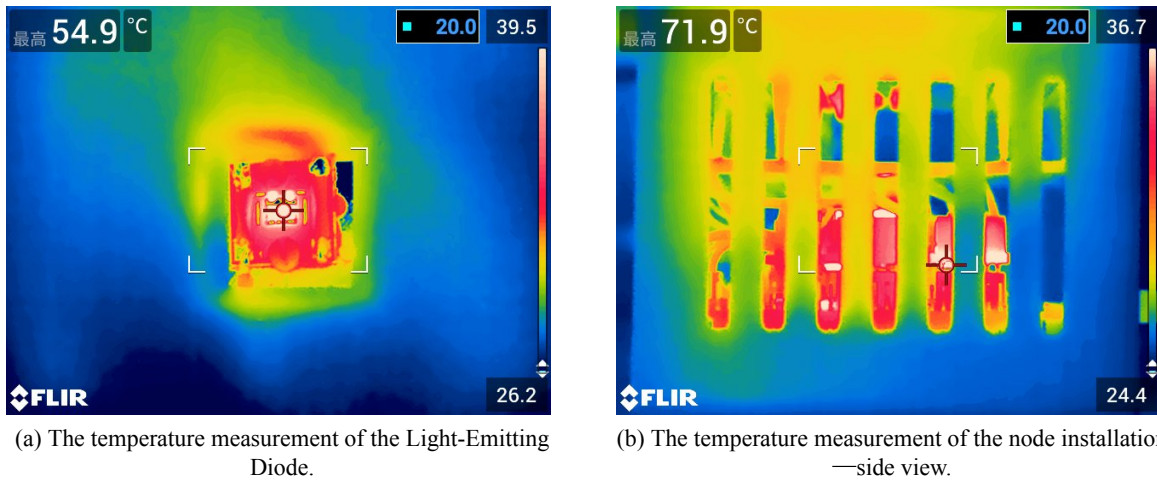 最高 54.9 °C
20.0 39.5
FLIR
26.2
最高 71.9 °C
20.0 36.7
FLIR
24.4
(a) The temperature measurement of the Light-Emitting
Diode.
(b) The temperature measurement of the node installation
—side view.